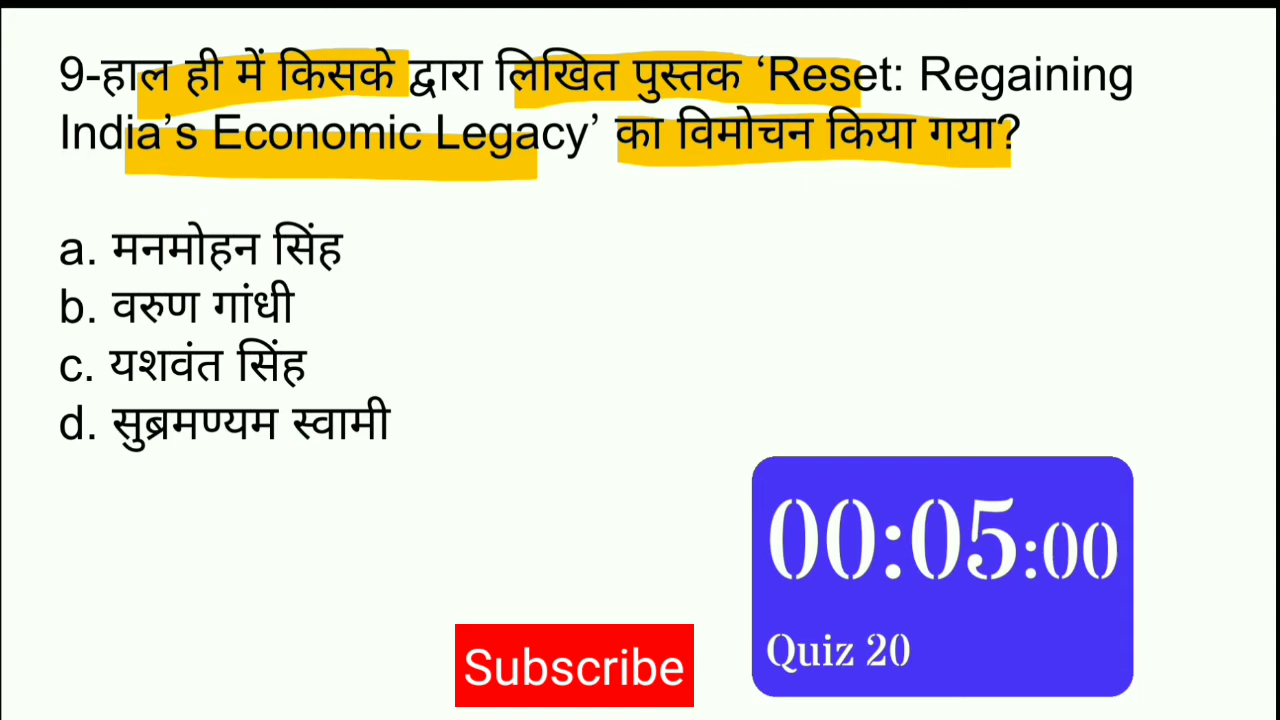 9-हाल ही में किसके द्वारा लिखित पुस्तक ‘Reset: Regaining
India’s Economic Legacy’ का विमोचन किया गया?
a. मनमोहन सिंह
b. वरुण गांधी
c. यशवंत सिंह
d. सुब्रमण्यम स्वामी
00:05:00
Quiz 20
Subscribe